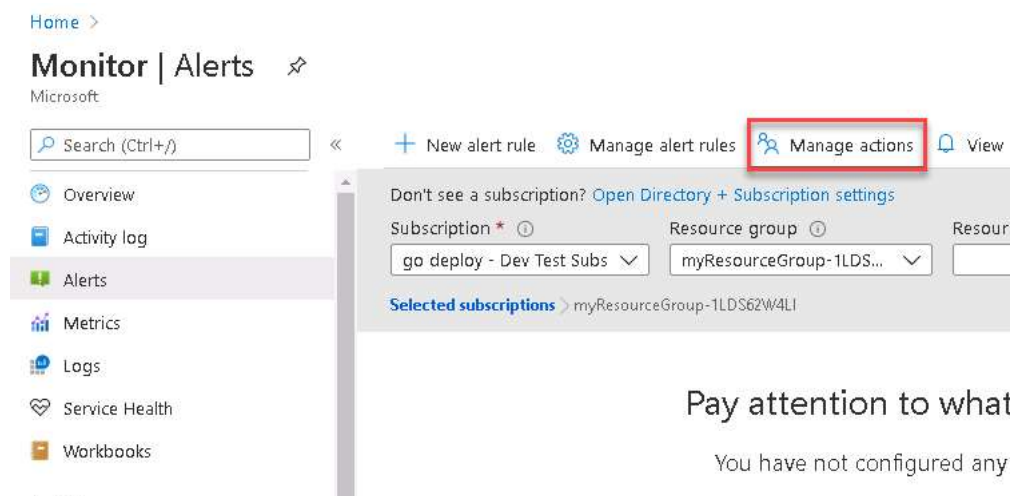 Home >
Monitor | Alerts
Microsoft
Search (Ctrl+/)
«
New alert rule
Manage alert rules
Manage actions
View
Overview
Activity log
Alerts
Metrics
Logs
Service Health
Workbooks
Don't see a subscription? Open Directory + Subscription settings
Subscription *
Resource group
Resour
go deploy - Dev Test Subs
myResourceGroup-1LDS...
Selected subscriptions > myResourceGroup-1LDS62W4LI
Pay attention to what
You have not configured any